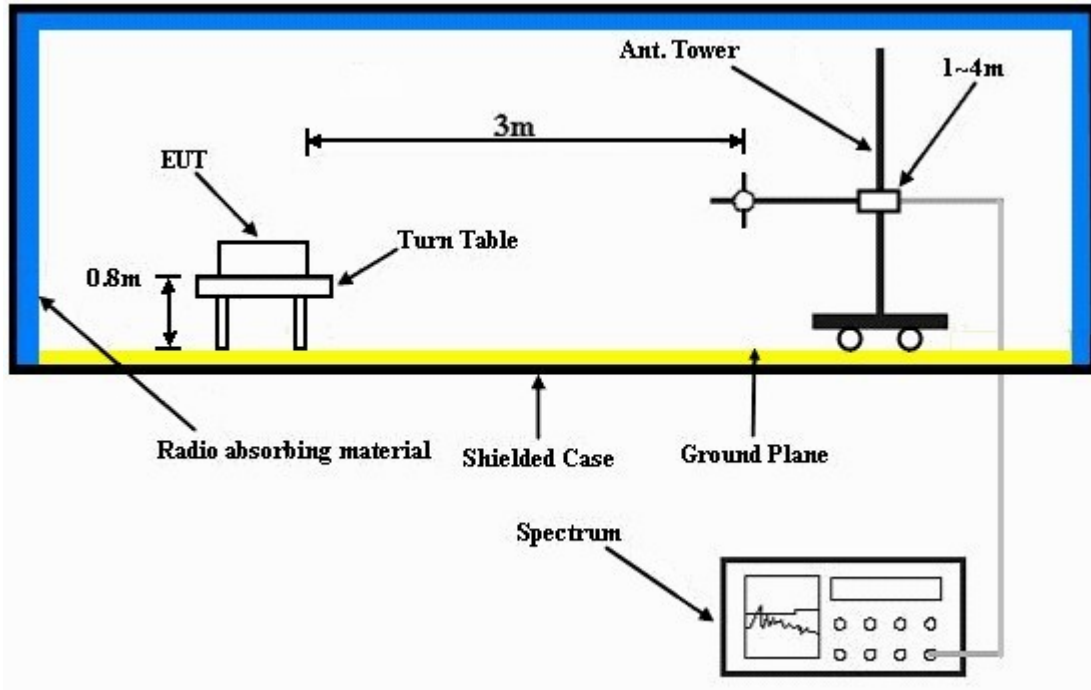 Ant. Tower
1~4m
3m
EUT
Turn Table
0.8m
Radio absorbing material
Shielded Case
Ground Plane
Spectrum